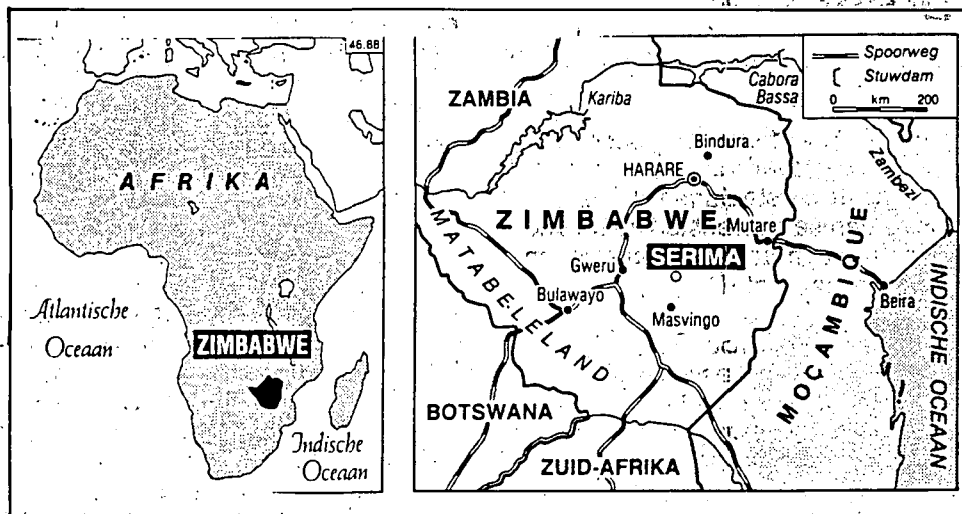 46.88
AFRIKA
Atlantische
Oceaan
ZIMBABWE
Indische
Oceaan
Spoorweg
Stuwdam
0 km 200
Cabora
Bassa
ZAMBIA
Kariba
Zambezi
Bindura
HARARE
ZIMBABWE
Mutare
MATABELELAND
SERIMA
Gweru
Bulawayo
Masvingo
Beira
MOÇAMBIQUE
INDISCHE OCEAAN
BOTSWANA
ZUID-AFRIKA